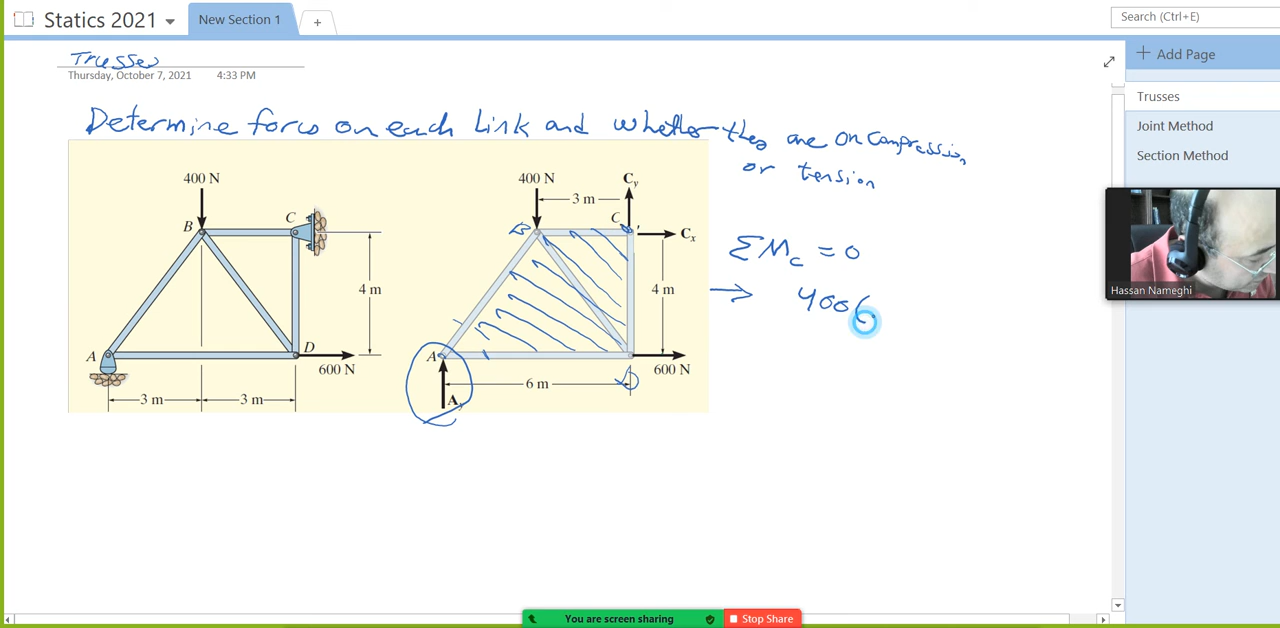 Statics 2021
New Section 1
+
Search (Ctrl+E)
Trusses
Thursday, October 7, 2021 4:33 PM
+ Add Page
Trusses
Joint Method
Section Method
Determine force on each Link and whether they are on compression
or tension
400 N
B
C
4 m
A
D
600 N
3 m
3 m
400 N
Cy
3 m
C
Cx
4 m
A
600 N
6 m
A
D
ΣMc = 0
→ 400(
Hassan Nameghi
You are screen sharing
Stop Share